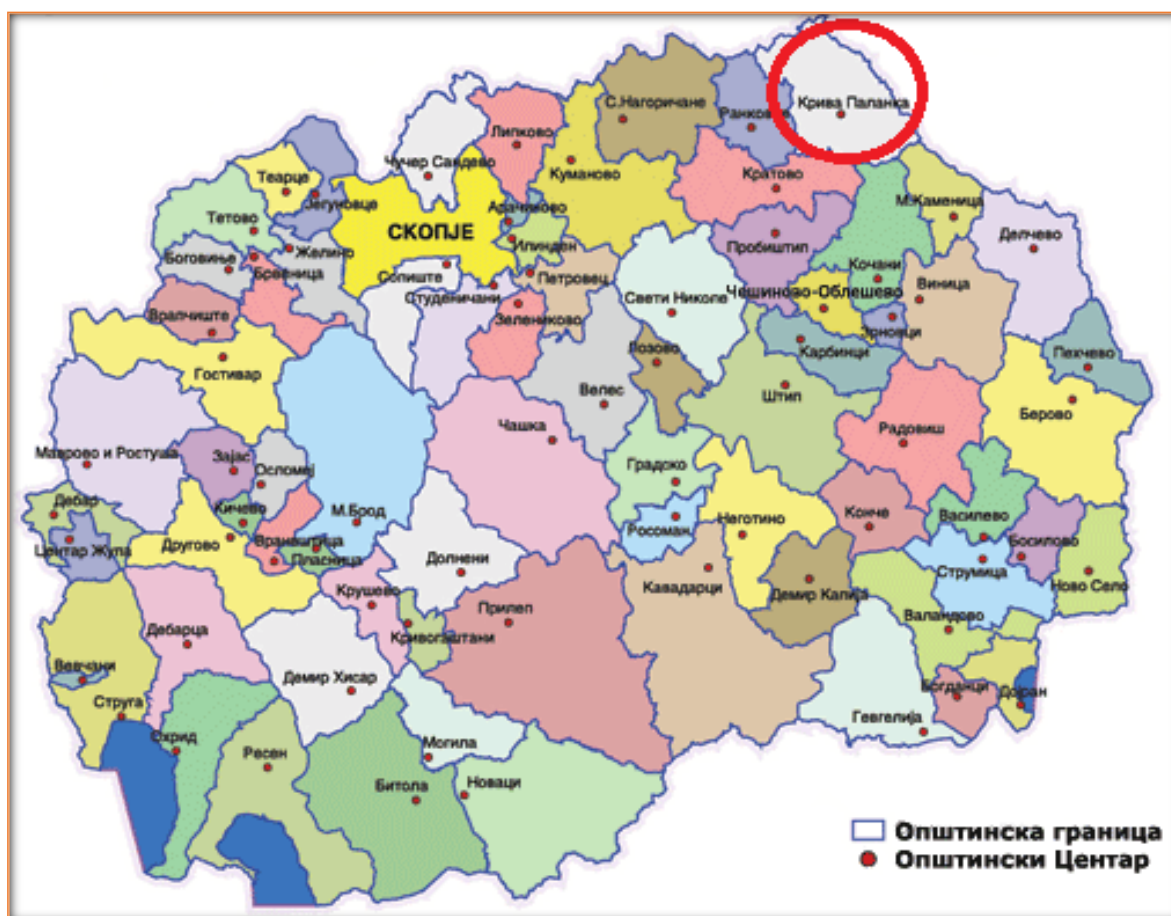 Крива Паланка
С.Нагоричане
Ранковце
Липково
Чучер Сандево
Куманово
Кратово
Теарце
Јегуновце
М.Каменица
Тетово
Арачиново
СКОПЈЕ
Илинден
Пробиштип
Делчево
Желино
Боговиње
Брвеница
Сопиште
Петровец
Кочани
Студеничани
Свети Николе
Чешиново-Облешево
Виница
Врапчиште
Зелениково
Зрновци
Лозово
Карбинци
Пехчево
Гостивар
Велес
Штип
Берово
Чашка
Радовиш
Маврово и Ростуша
Зајас
Осломеј
Градско
Дебар
Кичево
М.Брод
Росоман
Неготино
Конче
Василево
Босилово
Центар Жупа
Другово
Вранештица
Пласница
Долнени
Струмица
Крушево
Прилеп
Кавадарци
Демир Капија
Ново Село
Валандово
Дебарца
Кривогаштани
Вевчани
Демир Хисар
Струга
Богданци
Дојран
Гевгелија
Охрид
Ресен
Могила
Битола
Новаци
Општинска граница
Општински Центар